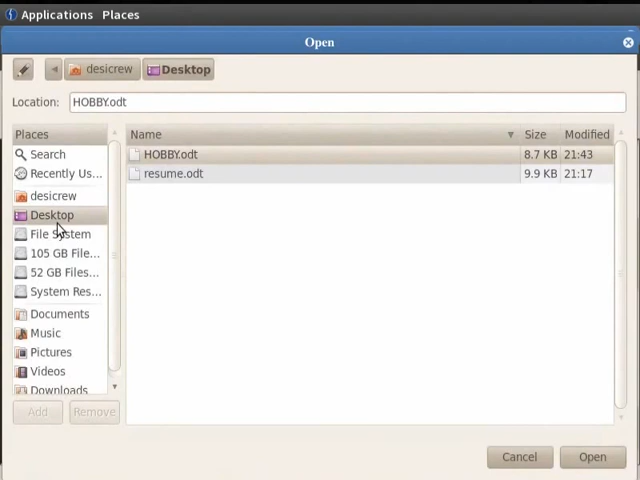 Applications Places
Open
desicrew Desktop
Location: HOBBY.odt
Places Name Size Modified
Search HOBBY.odt 8.7 KB 21:43
Recently Us... resume.odt 9.9 KB 21:17
desicrew
Desktop
File System
105 GB File...
52 GB Files...
System Res...
Documents
Music
Pictures
Videos
Downloads
Add Remove
Cancel Open